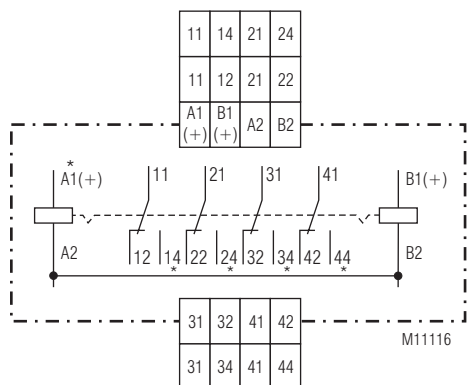 11 14 21 24
11 12 21 22
A1 (+) B1 (+) A2 B2
* A1(+) 11 21 31 41 B1(+)
A2 12 14 22 24 32 34 42 44 B2
* * * *
31 32 41 42
M11116
31 34 41 44